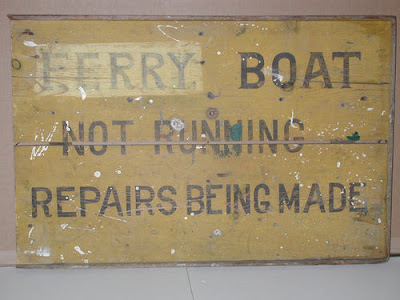 FERRY BOAT
NOT RUNNING
REPAIRS BEING MADE